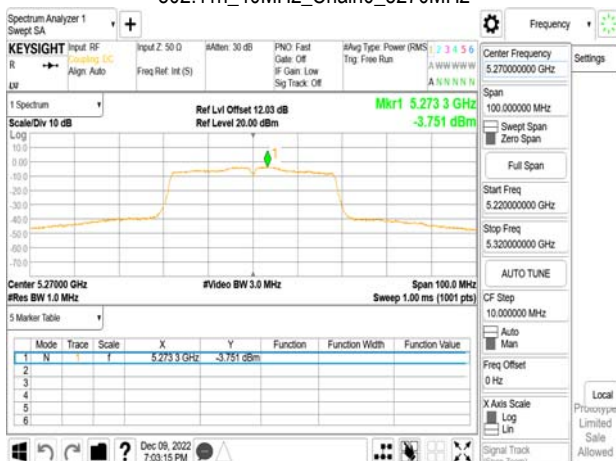 Spectrum Analyzer 1
Swept SA
+
Frequency
KEYSIGHT
R
LU
Input: RF
Coupling: DC
Align: Auto
Input Z: 50 Ω
Freq Ref: Int (S)
#Atten: 30 dB
PNO: Fast
Gate: Off
IF Gain: Low
Sig Track: Off
#Avg Type: Power (RMS
Trig: Free Run
1 2 3 4 5 6
A WW WW W
A N N N N N
1 Spectrum
Scale/Div 10 dB
Log
Ref Lvl Offset 12.03 dB
Ref Level 20.00 dBm
Mkr1 5.273 3 GHz
-3.751 dBm
10.0
0.00
-10.0
-20.0
-30.0
-40.0
-50.0
-60.0
-70.0
1
Center 5.27000 GHz
#Res BW 1.0 MHz
#Video BW 3.0 MHz
Span 100.0 MHz
Sweep 1.00 ms (1001 pts)
5 Marker Table
Mode Trace Scale X Y Function Function Width Function Value
1 N 1 f 5.273 3 GHz -3.751 dBm
2
3
4
5
6
?
Dec 09, 2022
7:03:15 PM
Center Frequency
5.270000000 GHz
Span
100.000000 MHz
Swept Span
Zero Span
Full Span
Start Freq
5.220000000 GHz
Stop Freq
5.320000000 GHz
AUTO TUNE
CF Step
10.000000 MHz
Auto
Man
Freq Offset
0 Hz
X Axis Scale
Log
Lin
Signal Track
Settings
Local
Prototype
Limited
Sale
Allowed